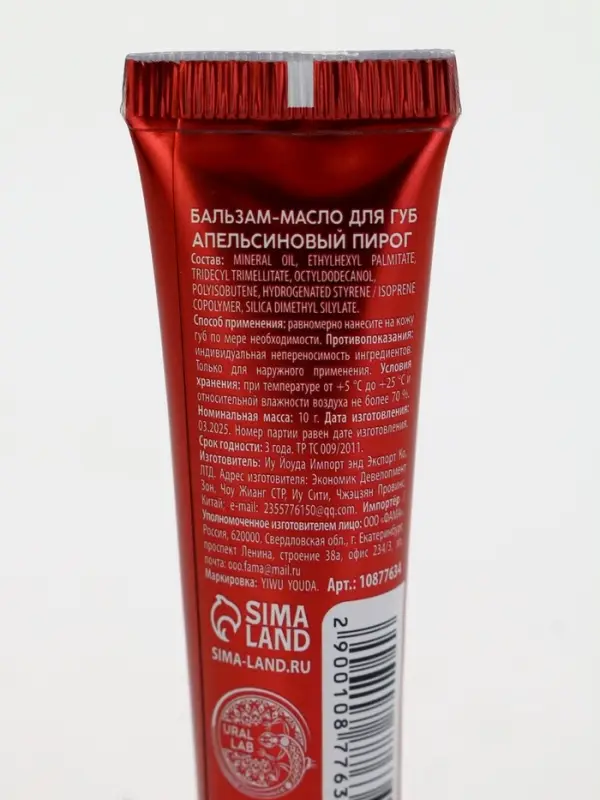 БАЛЬЗАМ-МАСЛО ДЛЯ ГУБ
АПЕЛЬСИНОВЫЙ ПИРОГ
Состав: MINERAL OIL, ETHYLHEXYL PALMITATE,
TRIDECYL TRIMELLITATE, OCTYLDODECANOL,
POLYISOBUTENE, HYDROGENATED STYRENE / ISOPRENE
COPOLYMER, SILICA DIMETHYL SILYLATE.
Способ применения: равномерно нанесите на кожу
губ по мере необходимости. Противопоказания:
индивидуальная непереносимость ингредиентов.
Только для наружного применения. Условия
хранения: при температуре от +5 °С до +25 °С и
относительной влажности воздуха не более 70 %.
Номинальная масса: 10 г. Дата изготовления:
03.2025. Номер партии равен дате изготовления.
Срок годности: 3 года. ТР ТС 009/2011.
Изготовитель: Иу Йоуда Импорт энд Экспорт Ко.
ЛТД. Адрес изготовителя: Экономик Девелопмент
Зон, Чоу Жианг СТР, Иу Сити, Чжэцзян Провинс,
Китай; e-mail: 2355776150@qq.com. Импортёр
Уполномоченное изготовителем лицо: ООО «ФАМА»,
Россия, 620000, Свердловская обл., г. Екатеринбург,
проспект Ленина, строение 38а, офис 234/3, эл.
почта: ooo.fama@mail.ru
Маркировка: YIWU YOUDA. Арт.: 10877634
SIMA
LAND
SIMA-LAND.RU
URAL
LAB
2 900108 7763